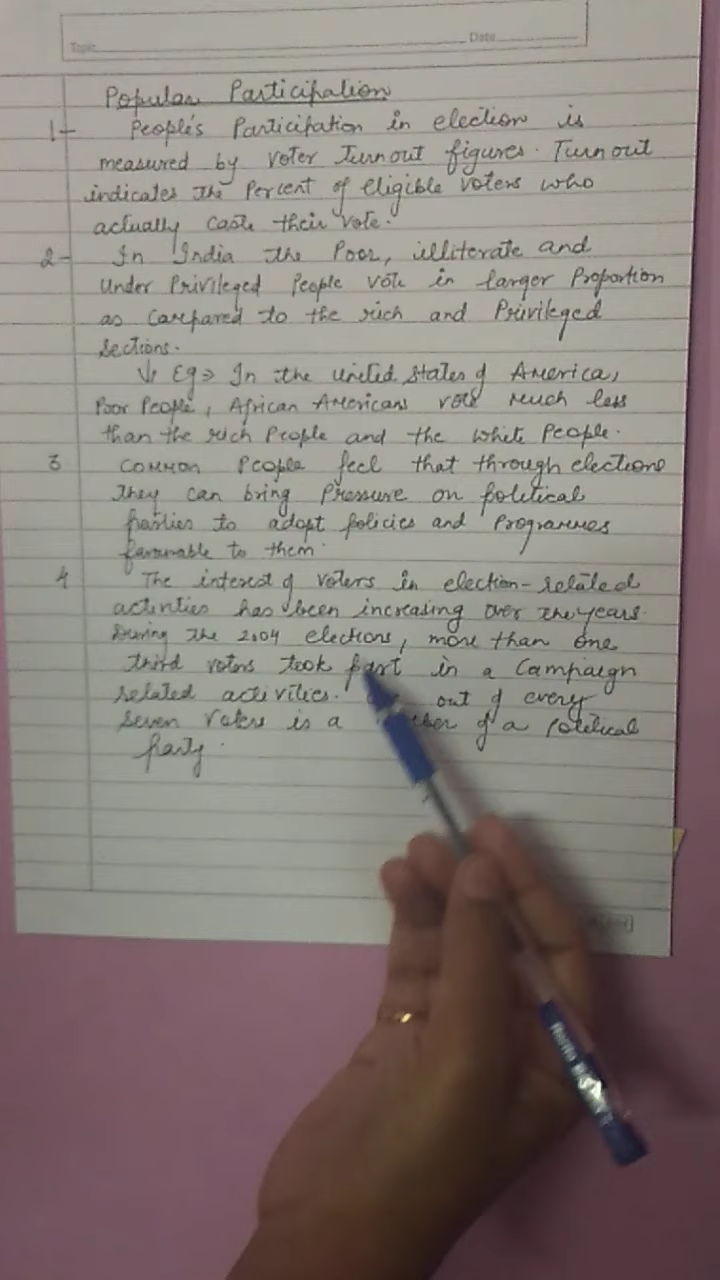 Topic Date
Popular Participation
1- People's Participation in election is
measured by voter Turnout figures. Turnout
indicates the Percent of eligible voters who
actually caste their vote.
2- In India the Poor, illiterate and
Under Privileged People vote in larger Proportion
as compared to the rich and Privileged
Sections.
↓ Eg⇒ In the united states of America,
Poor People, African Americans vote much less
than the rich People and the white People.
3 Common People feel that through elections
They can bring Pressure on political
parties to adopt policies and Programmes
favourable to them.
4 The interest of voters in election-related
activities has been increasing over the years.
During the 2004 elections, more than one
third voters took part in a Campaign
related activities. out of every
seven voters is a of a political
party.